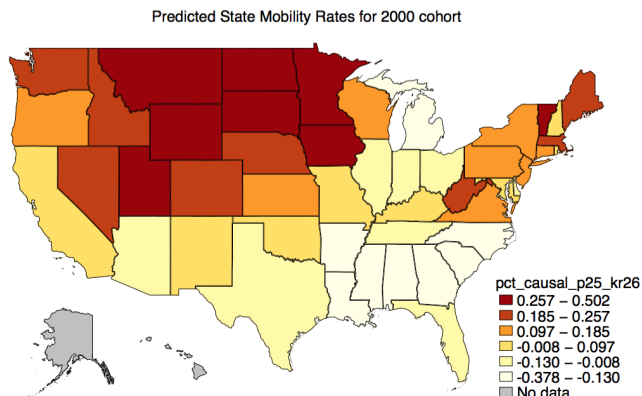 Predicted State Mobility Rates for 2000 cohort
pct_causal_p25_kr26
0.257 – 0.502
0.185 – 0.257
0.097 – 0.185
-0.008 – 0.097
-0.130 – -0.008
-0.378 – -0.130
No data